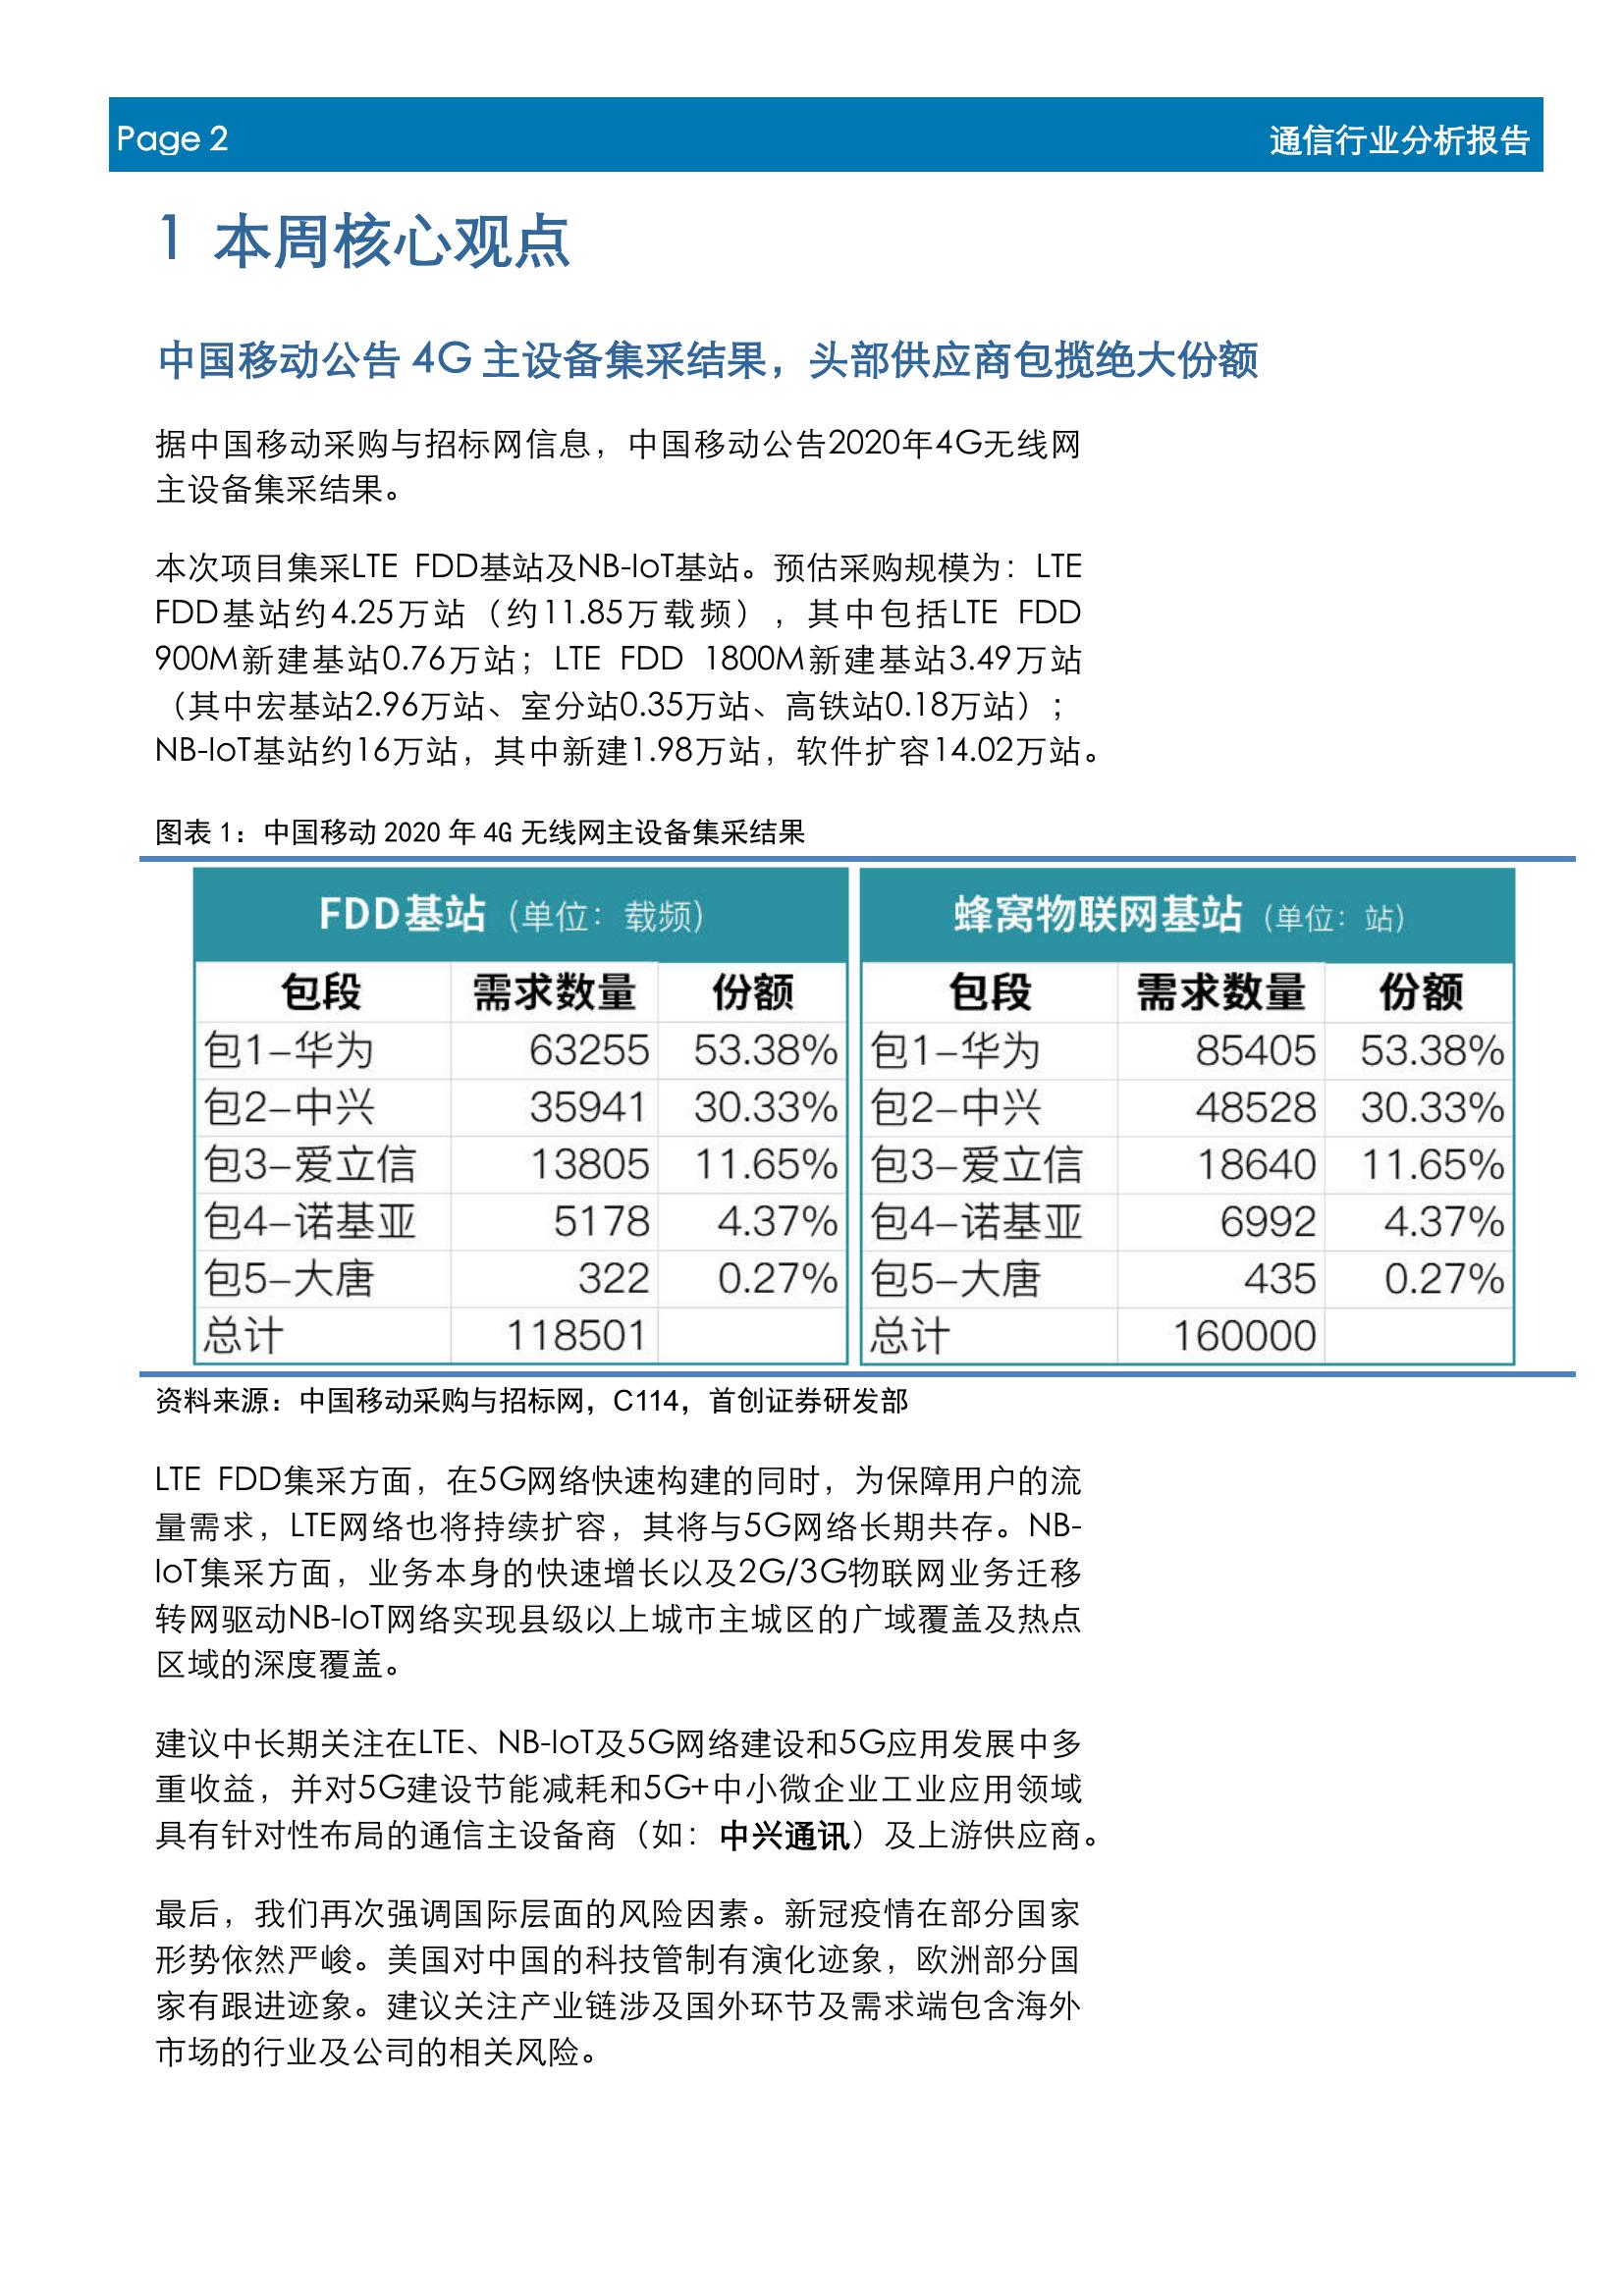 Page 2
通信行业分析报告
1 本周核心观点
中国移动公告 4G 主设备集采结果，头部供应商包揽绝大份额
据中国移动采购与招标网信息，中国移动公告2020年4G无线网
主设备集采结果。
本次项目集采LTE FDD基站及NB-IoT基站。预估采购规模为：LTE
FDD基站约4.25万站（约11.85万载频），其中包括LTE FDD
900M新建基站0.76万站；LTE FDD 1800M新建基站3.49万站
（其中宏基站2.96万站、室分站0.35万站、高铁站0.18万站）；
NB-IoT基站约16万站，其中新建1.98万站，软件扩容14.02万站。
图表 1：中国移动 2020 年 4G 无线网主设备集采结果
FDD基站（单位：载频） 蜂窝物联网基站（单位：站）
包段 需求数量 份额 包段 需求数量 份额
包1-华为 63255 53.38% 包1-华为 85405 53.38%
包2-中兴 35941 30.33% 包2-中兴 48528 30.33%
包3-爱立信 13805 11.65% 包3-爱立信 18640 11.65%
包4-诺基亚 5178 4.37% 包4-诺基亚 6992 4.37%
包5-大唐 322 0.27% 包5-大唐 435 0.27%
总计 118501 总计 160000
资料来源：中国移动采购与招标网，C114，首创证券研发部
LTE FDD集采方面，在5G网络快速构建的同时，为保障用户的流
量需求，LTE网络也将持续扩容，其将与5G网络长期共存。NB-
IoT集采方面，业务本身的快速增长以及2G/3G物联网业务迁移
转网驱动NB-IoT网络实现县级以上城市主城区的广域覆盖及热点
区域的深度覆盖。
建议中长期关注在LTE、NB-IoT及5G网络建设和5G应用发展中多
重收益，并对5G建设节能减耗和5G+中小微企业工业应用领域
具有针对性布局的通信主设备商（如：中兴通讯）及上游供应商。
最后，我们再次强调国际层面的风险因素。新冠疫情在部分国家
形势依然严峻。美国对中国的科技管制有演化迹象，欧洲部分国
家有跟进迹象。建议关注产业链涉及国外环节及需求端包含海外
市场的行业及公司的相关风险。